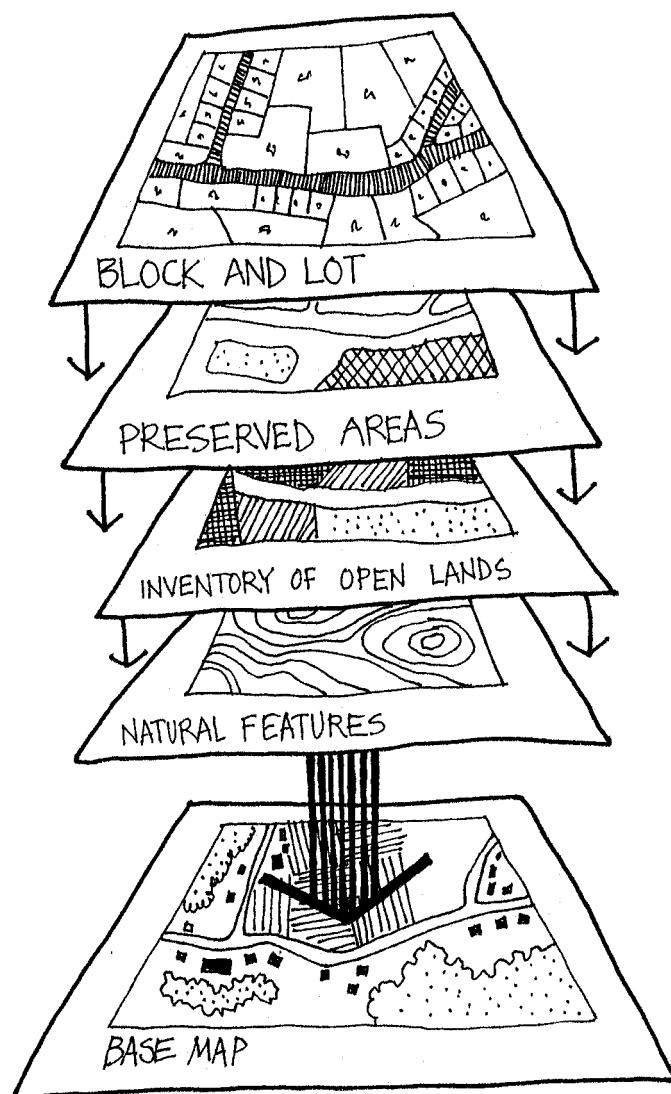 BLOCK AND LOT
PRESERVED AREAS
INVENTORY OF OPEN LANDS
NATURAL FEATURES
BASE MAP